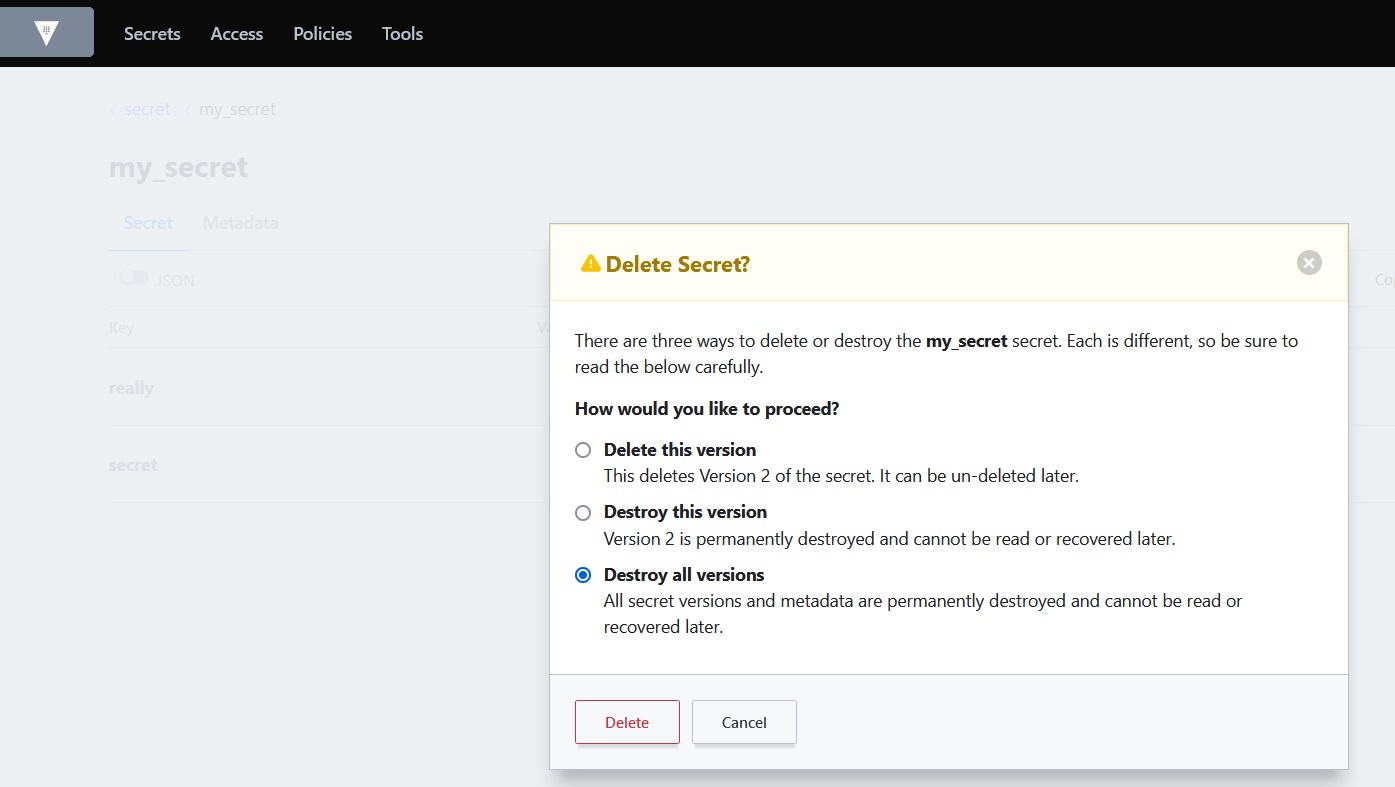 Secrets Access Policies Tools
secret my_secret
my_secret
Secret Metadata
JSON
Key
really
secret
Delete Secret?
There are three ways to delete or destroy the my_secret secret. Each is different, so be sure to
read the below carefully.
How would you like to proceed?
Delete this version
This deletes Version 2 of the secret. It can be un-deleted later.
Destroy this version
Version 2 is permanently destroyed and cannot be read or recovered later.
Destroy all versions
All secret versions and metadata are permanently destroyed and cannot be read or
recovered later.
Delete Cancel